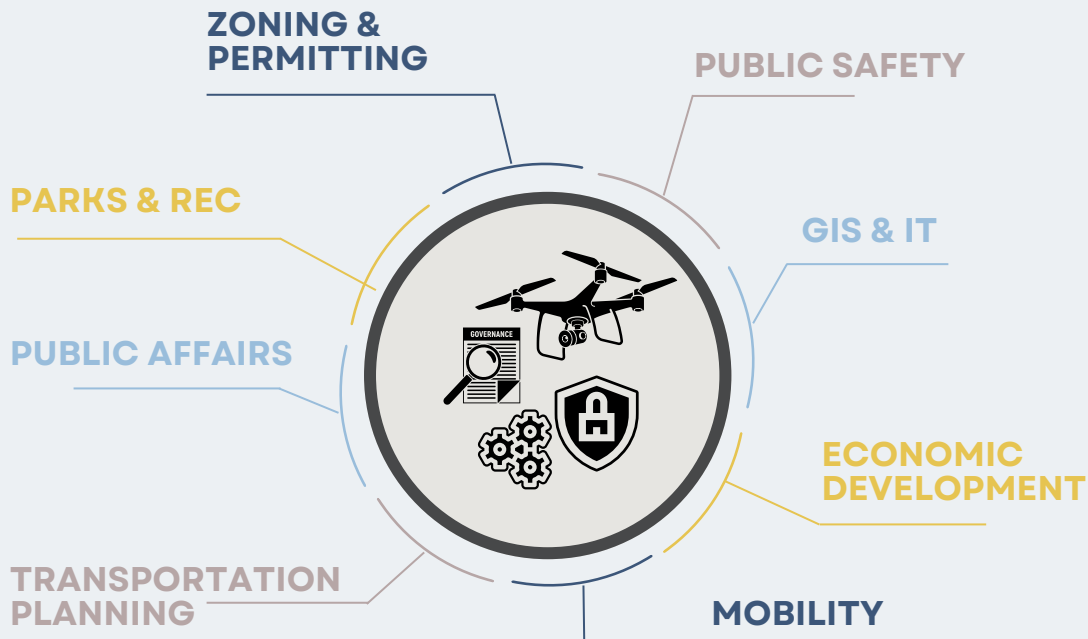 ZONING &
PERMITTING
PUBLIC SAFETY
PARKS & REC
GIS & IT
GOVERNANCE
PUBLIC AFFAIRS
ECONOMIC
DEVELOPMENT
TRANSPORTATION
PLANNING
MOBILITY